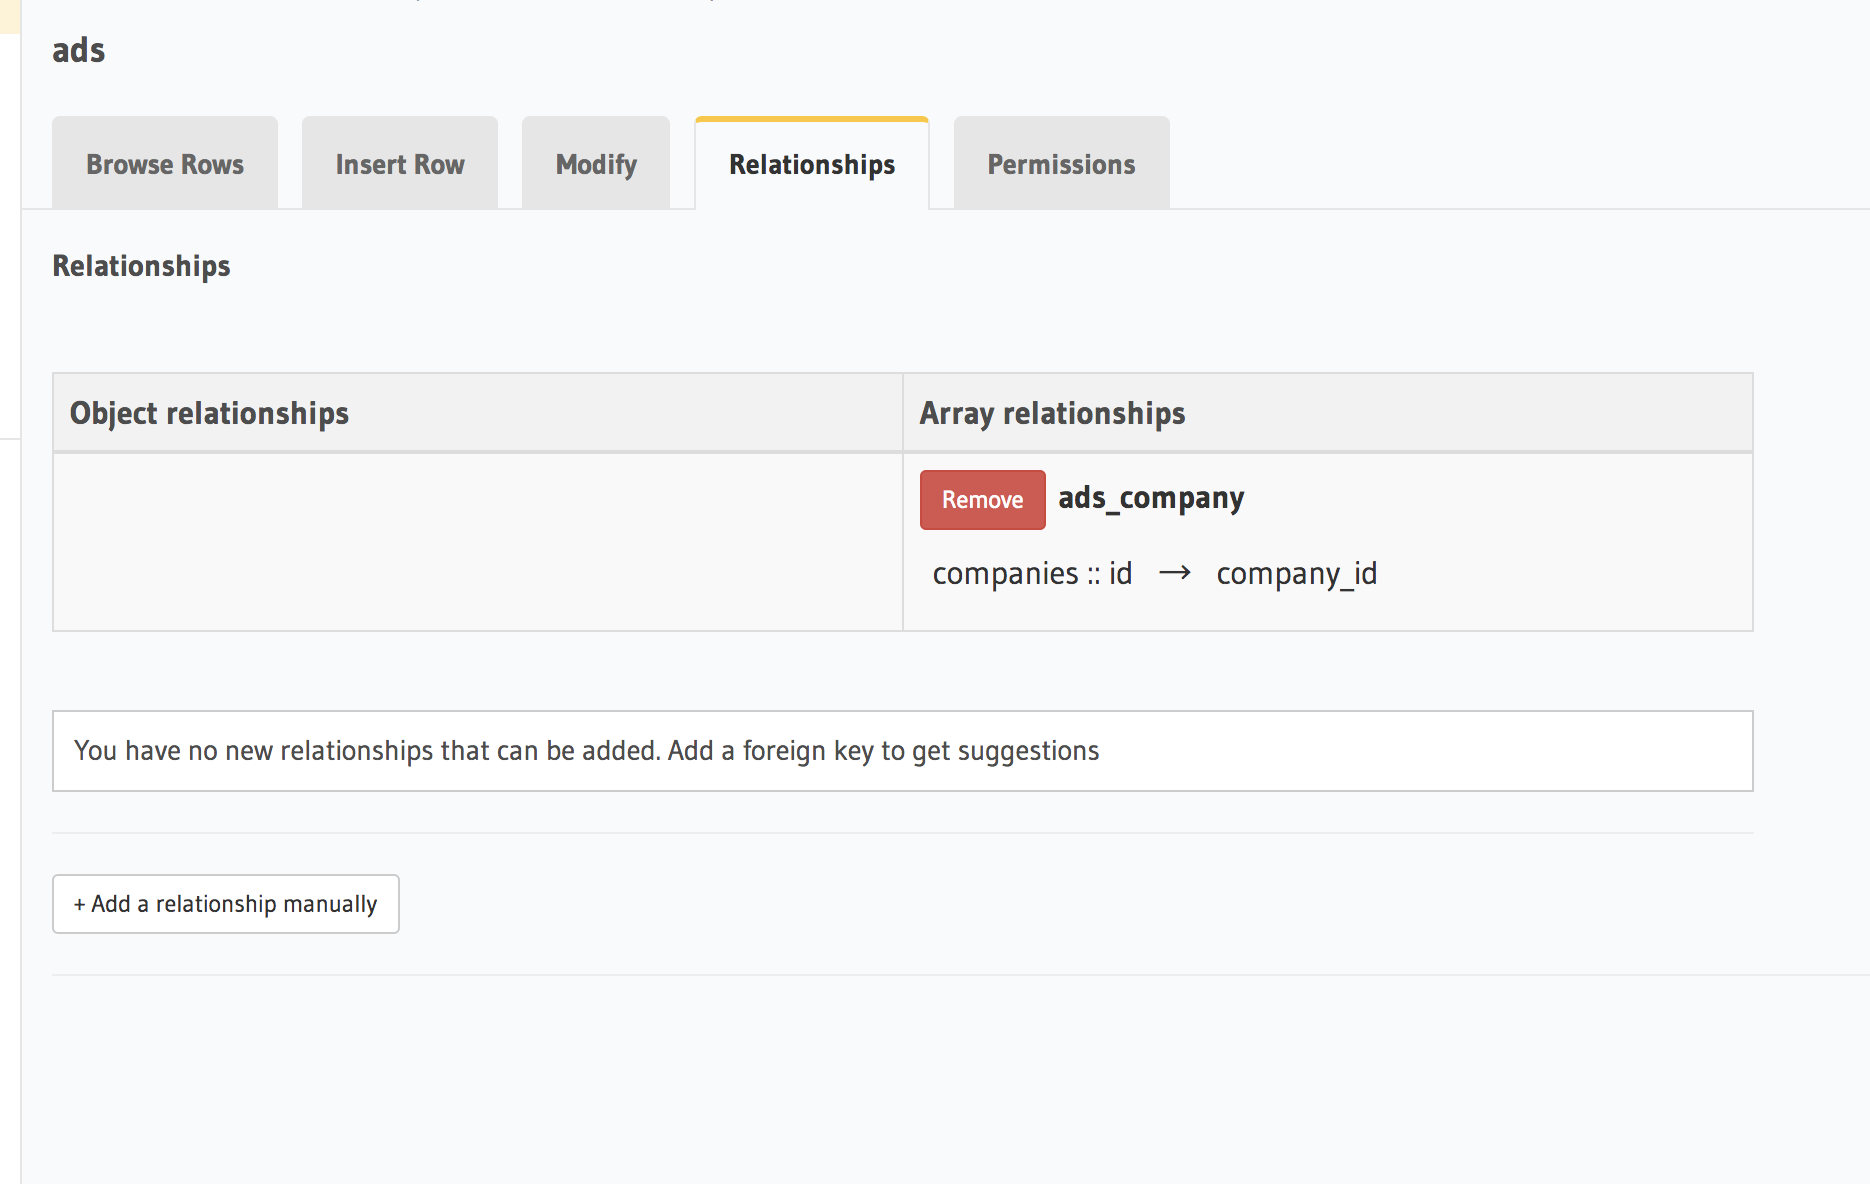 ads
Browse Rows
Insert Row
Modify
Relationships
Permissions
Relationships
Object relationships
Array relationships
Remove ads_company
companies :: id → company_id
You have no new relationships that can be added. Add a foreign key to get suggestions
+ Add a relationship manually